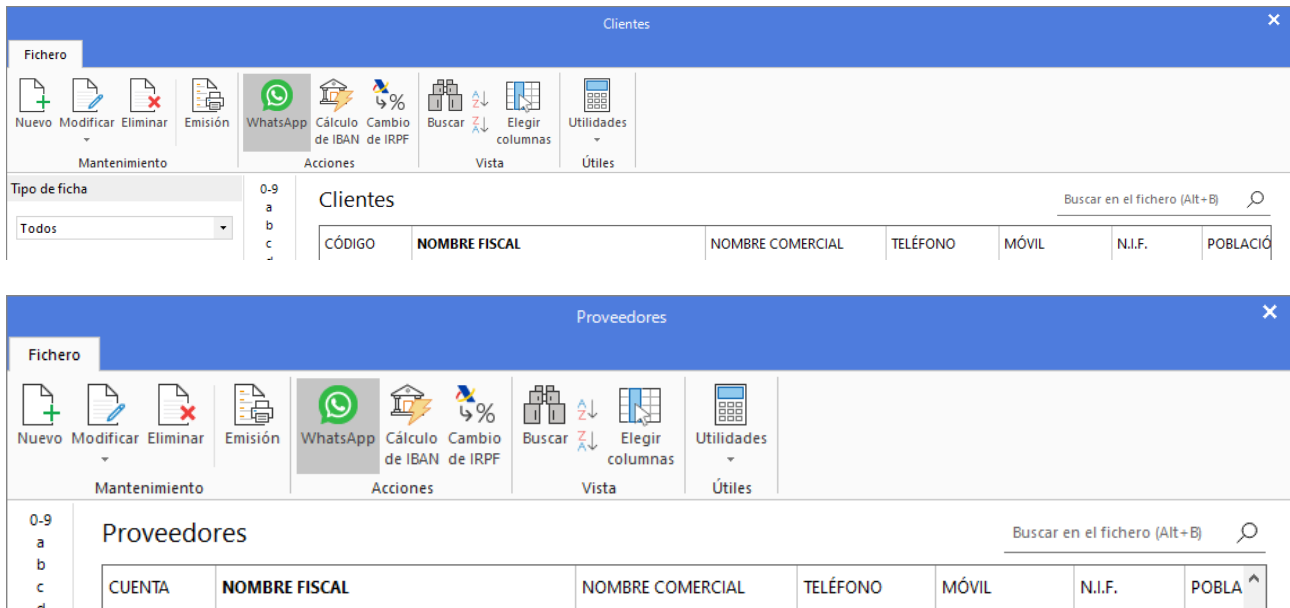 Clientes
Fichero
Nuevo Modificar Eliminar Emisión WhatsApp Cálculo de IBAN Cambio de IRPF Buscar Elegir columnas Utilidades
Mantenimiento Acciones Vista Útiles
Tipo de ficha
Todos
0-9
a
b
c
d
Clientes
Buscar en el fichero (Alt+B)
CÓDIGO NOMBRE FISCAL NOMBRE COMERCIAL TELÉFONO MÓVIL N.I.F. POBLACIÓ
Proveedores
Fichero
Nuevo Modificar Eliminar Emisión WhatsApp Cálculo de IBAN Cambio de IRPF Buscar Elegir columnas Utilidades
Mantenimiento Acciones Vista Útiles
0-9
a
b
c
d
Proveedores
Buscar en el fichero (Alt+B)
CUENTA NOMBRE FISCAL NOMBRE COMERCIAL TELÉFONO MÓVIL N.I.F. POBLA